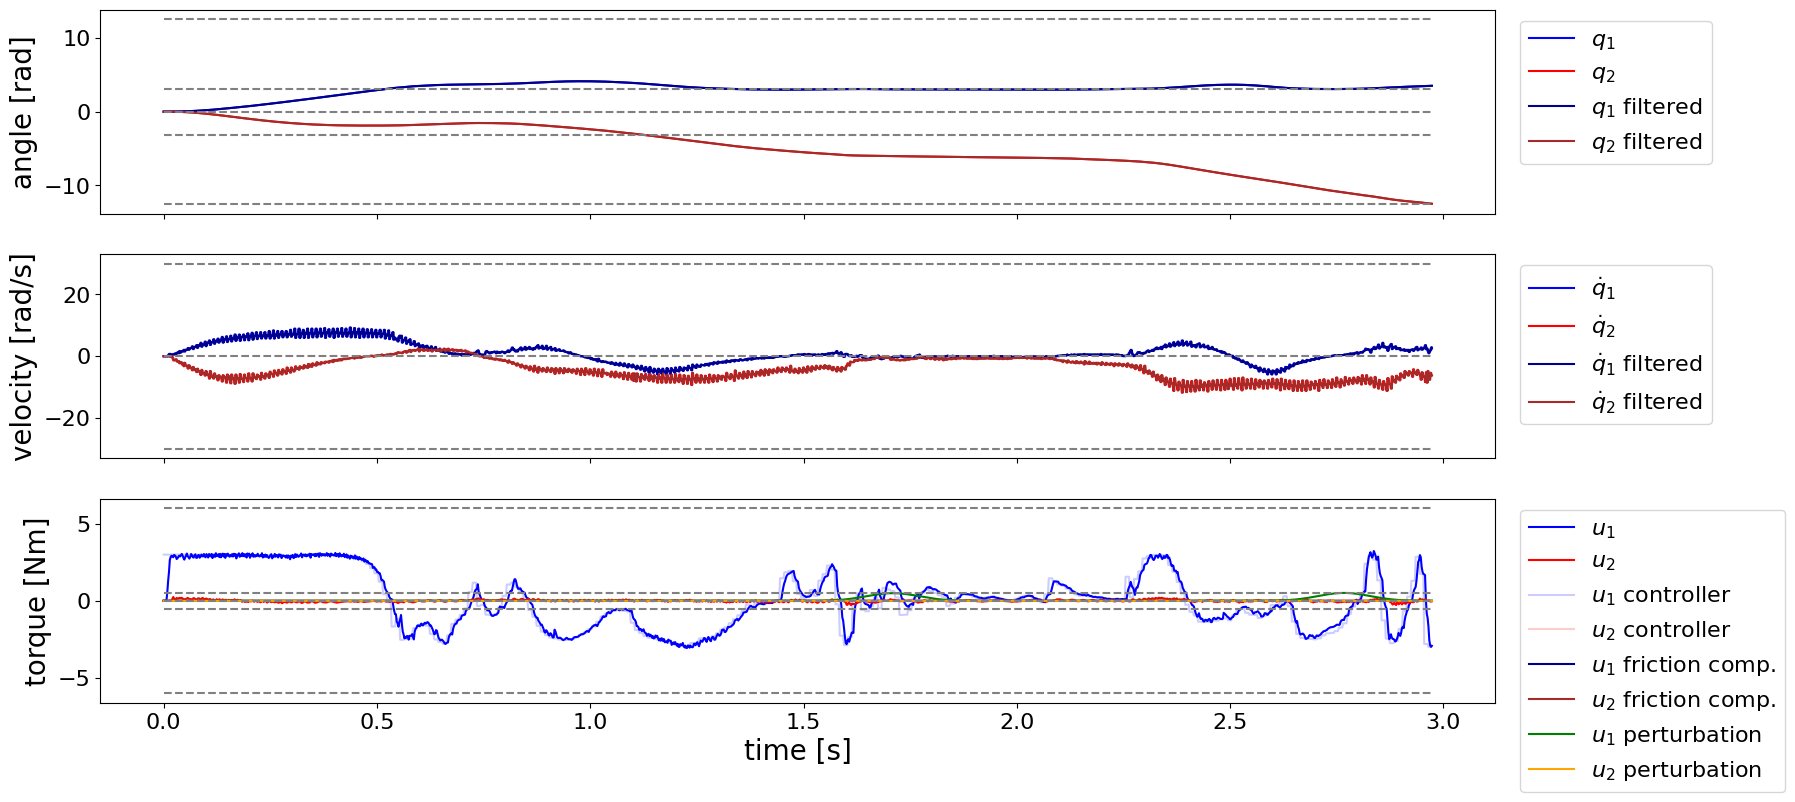 angle [rad]
10
0
−10
q₁
q₂
q₁ filtered
q₂ filtered
velocity [rad/s]
20
0
−20
q̇₁
q̇₂
q̇₁ filtered
q̇₂ filtered
torque [Nm]
5
0
−5
0.0 0.5 1.0 1.5 2.0 2.5 3.0
time [s]
u₁
u₂
u₁ controller
u₂ controller
u₁ friction comp.
u₂ friction comp.
u₁ perturbation
u₂ perturbation